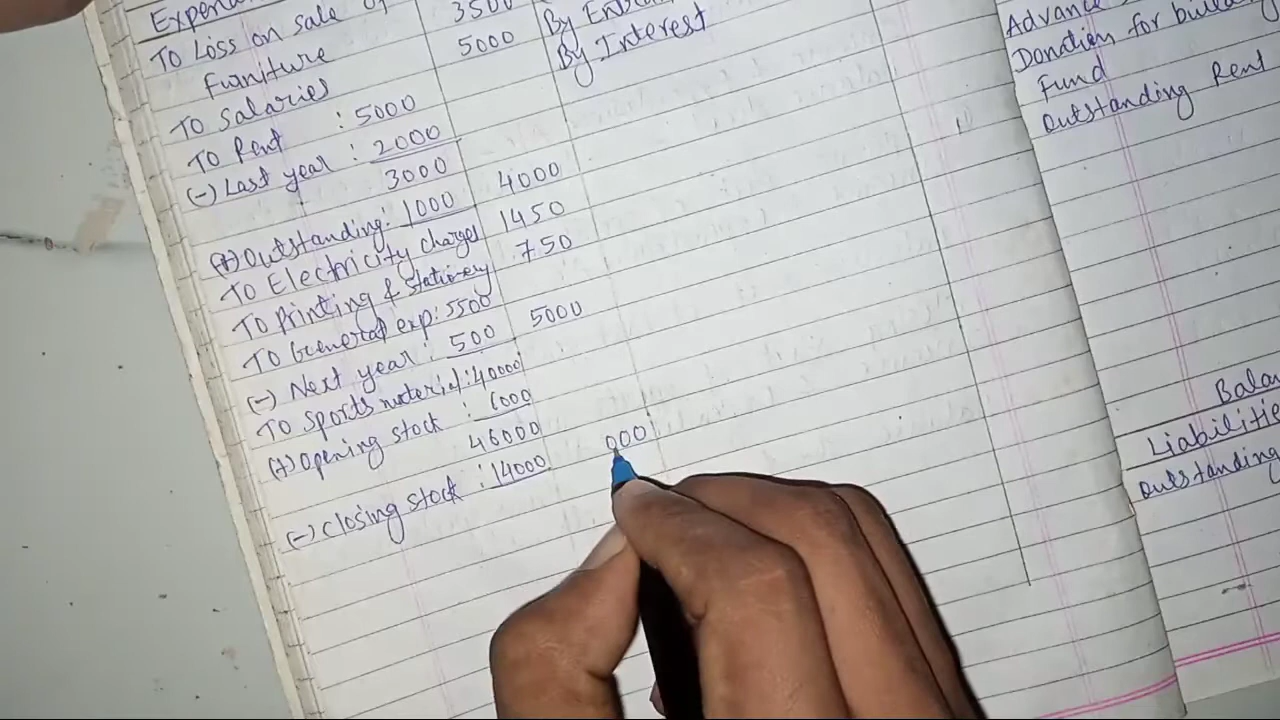 To Loss on sale of 3500
Furniture
To Salaries 5000
To Rent : 5000
(-) Last year : 2000
3000
(+) Outstanding: 1000 4000
To Electricity charges 1450
To Printing & Stationery 750
To General exp: 5500
(-) Next year : 500 5000
To Sports material: 40000
(+) Opening stock : 6000
46000
(-) Closing stock : 14000 000
By Interest
Advance
Donation for building
Fund
Outstanding Rent
Liabilities
Outstanding